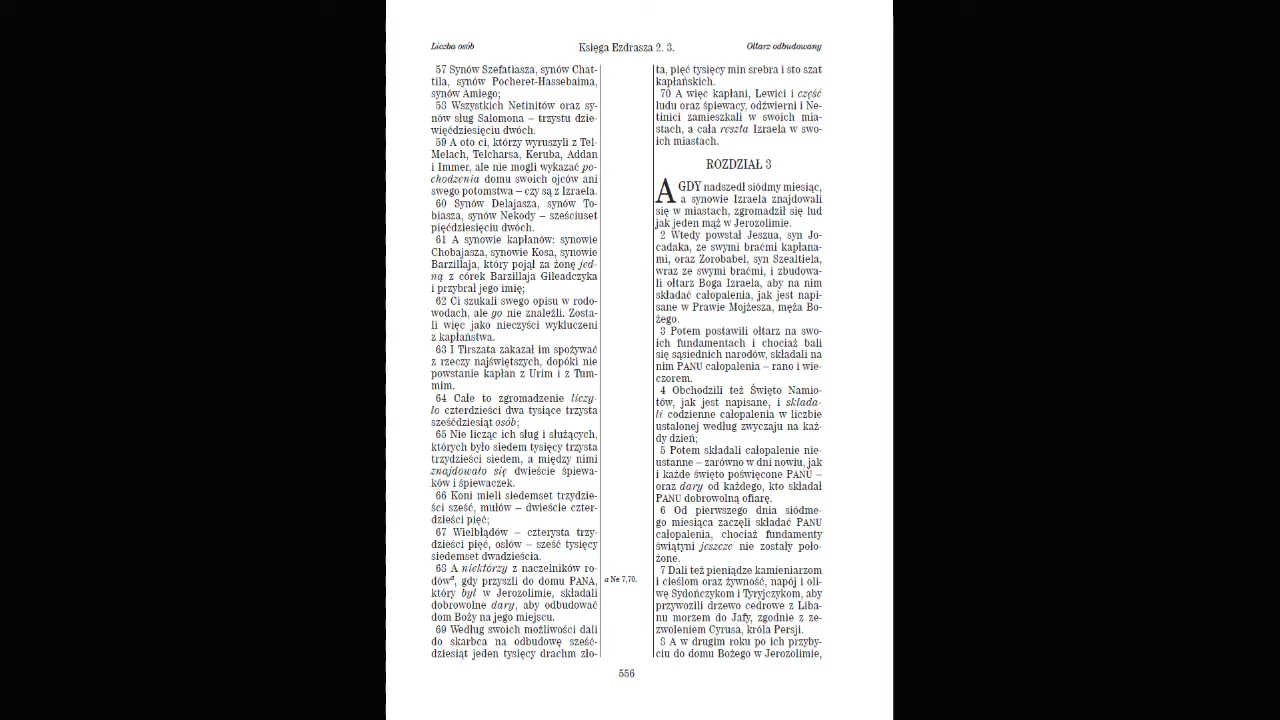 Liczba osób
Księga Ezdrasza 2. 3.
Ołtarz odbudowany
57 Synów Szefatiasza, synów Chat-
tila, synów Pocheret-Hassebaima,
synów Amiego;
58 Wszystkich Netinitów oraz sy-
nów sług Salomona – trzystu dzie-
więćdziesięciu dwóch.
59 A oto ci, którzy wyruszyli z Tel-
Melach, Telcharsa, Keruba, Addan
i Immer, ale nie mogli wykazać po-
chodzenia domu swoich ojców ani
swego potomstwa – czy są z Izraela.
60 Synów Delajasza, synów To-
biasza, synów Nekody – sześciuset
pięćdziesięciu dwóch.
61 A synowie kapłanów: synowie
Chobajasza, synowie Kosa, synowie
Barzillaja, który pojął za żonę jed-
ną z córek Barzillaja Gileadczyka
i przybrał jego imię;
62 Ci szukali swego opisu w rodo-
wodach, ale go nie znaleźli. Zosta-
li więc jako nieczyści wykluczeni
z kapłaństwa.
63 I Tirszata zakazał im spożywać
z rzeczy najświętszych, dopóki nie
powstanie kapłan z Urim i z Tum-
mim.
64 Całe to zgromadzenie liczy-
ło czterdzieści dwa tysiące trzysta
sześćdziesiąt osób;
65 Nie licząc ich sług i służących,
których było siedem tysięcy trzysta
trzydzieści siedem, a między nimi
znajdowało się dwieście śpiewa-
ków i śpiewaczek.
66 Koni mieli siedemset trzydzie-
ści sześć, mułów – dwieście czter-
dzieści pięć;
67 Wielbłądów – czterysta trzy-
dzieści pięć, osłów – sześć tysięcy
siedemset dwadzieścia.
68 A niektórzy z naczelników ro-
dówa, gdy przyszli do domu PANA,
który był w Jerozolimie, składali
dobrowolne dary, aby odbudować
dom Boży na jego miejscu.
69 Według swoich możliwości dali
do skarbca na odbudowę sześć-
dziesiąt jeden tysięcy drachm zło-
a Ne 7,70.
ta, pięć tysięcy min srebra i sto szat
kapłańskich.
70 A więc kapłani, Lewici i część
ludu oraz śpiewacy, odźwierni i Ne-
tinici zamieszkali w swoich mia-
stach, a cała reszta Izraela w swo-
ich miastach.
ROZDZIAŁ 3
A GDY nadszedł siódmy miesiąc,
a synowie Izraela znajdowali
się w miastach, zgromadził się lud
jak jeden mąż w Jerozolimie.
2 Wtedy powstał Jeszua, syn Jo-
cadaka, ze swymi braćmi kapłana-
mi, oraz Zorobabel, syn Szealtiela,
wraz ze swymi braćmi, i zbudowa-
li ołtarz Boga Izraela, aby na nim
składać całopalenia, jak jest napi-
sane w Prawie Mojżesza, męża Bo-
żego.
3 Potem postawili ołtarz na swo-
ich fundamentach i chociaż bali
się sąsiednich narodów, składali na
nim PANU całopalenia – rano i wie-
czorem.
4 Obchodzili też Święto Namio-
tów, jak jest napisane, i składa-
li codzienne całopalenia w liczbie
ustalonej według zwyczaju na każ-
dy dzień;
5 Potem składali całopalenie nie-
ustanne – zarówno w dni nowiu, jak
i każde święto poświęcone PANU –
oraz dary od każdego, kto składał
PANU dobrowolną ofiarę.
6 Od pierwszego dnia siódme-
go miesiąca zaczęli składać PANU
całopalenia, chociaż fundamenty
świątyni jeszcze nie zostały poło-
żone.
7 Dali też pieniądze kamieniarzom
i cieślom oraz żywność, napój i oli-
wę Sydończykom i Tyryjczykom, aby
przywozili drzewo cedrowe z Liba-
nu morzem do Jafy, zgodnie z ze-
zwoleniem Cyrusa, króla Persji.
8 A w drugim roku po ich przyby-
ciu do domu Bożego w Jerozolimie,
556